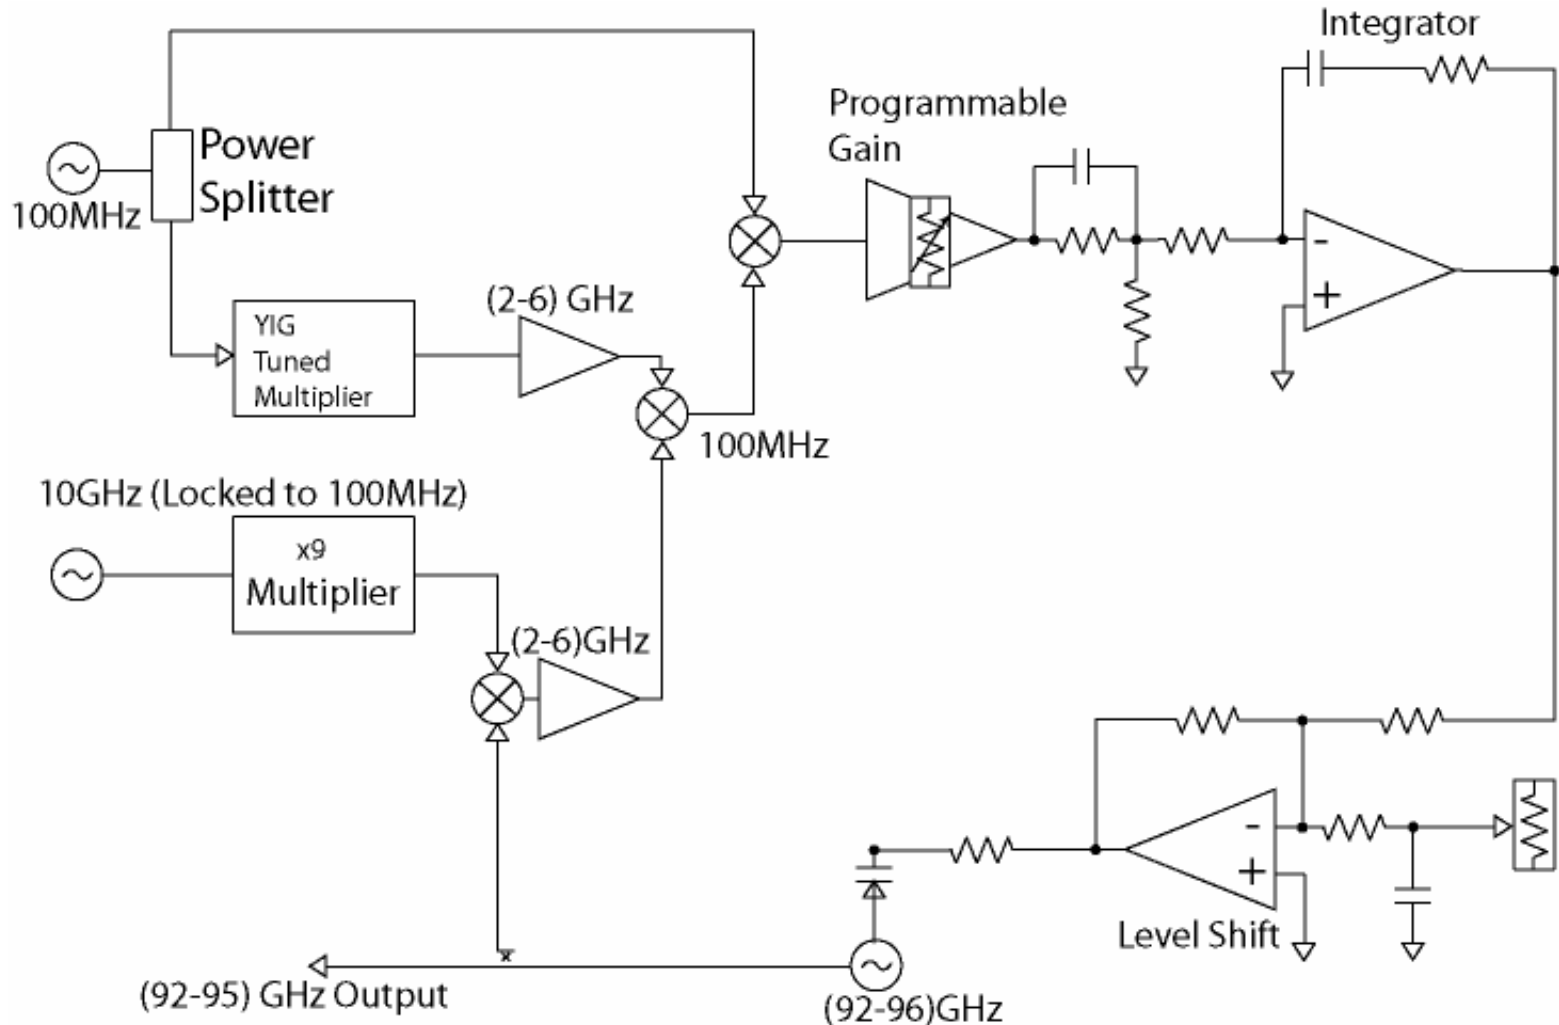 Integrator
Programmable
Gain
Power
Splitter
100MHz
(2-6) GHz
YIG
Tuned
Multiplier
100MHz
10GHz (Locked to 100MHz)
x9
Multiplier
(2-6)GHz
-
+
-
+
Level Shift
(92-95) GHz Output
(92-96)GHz
x